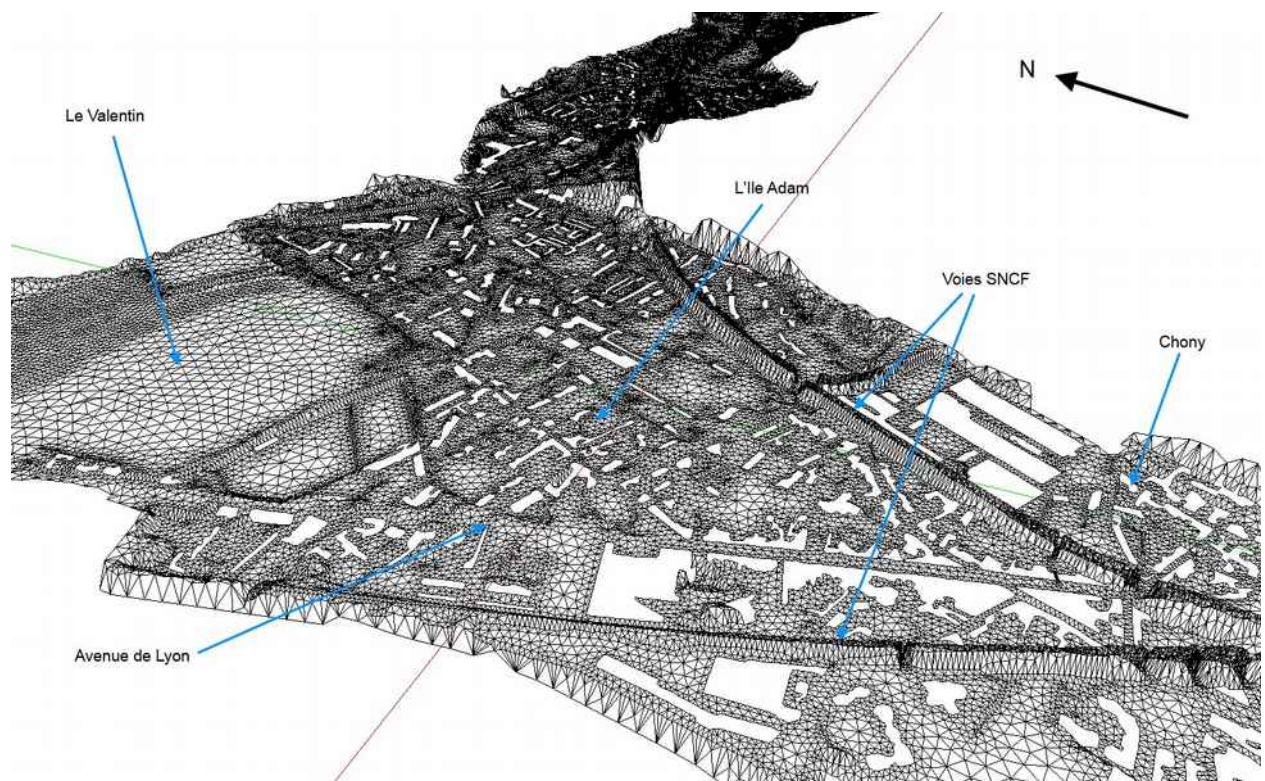 N
Le Valentin
L'Ile Adam
Voies SNCF
Chony
Avenue de Lyon